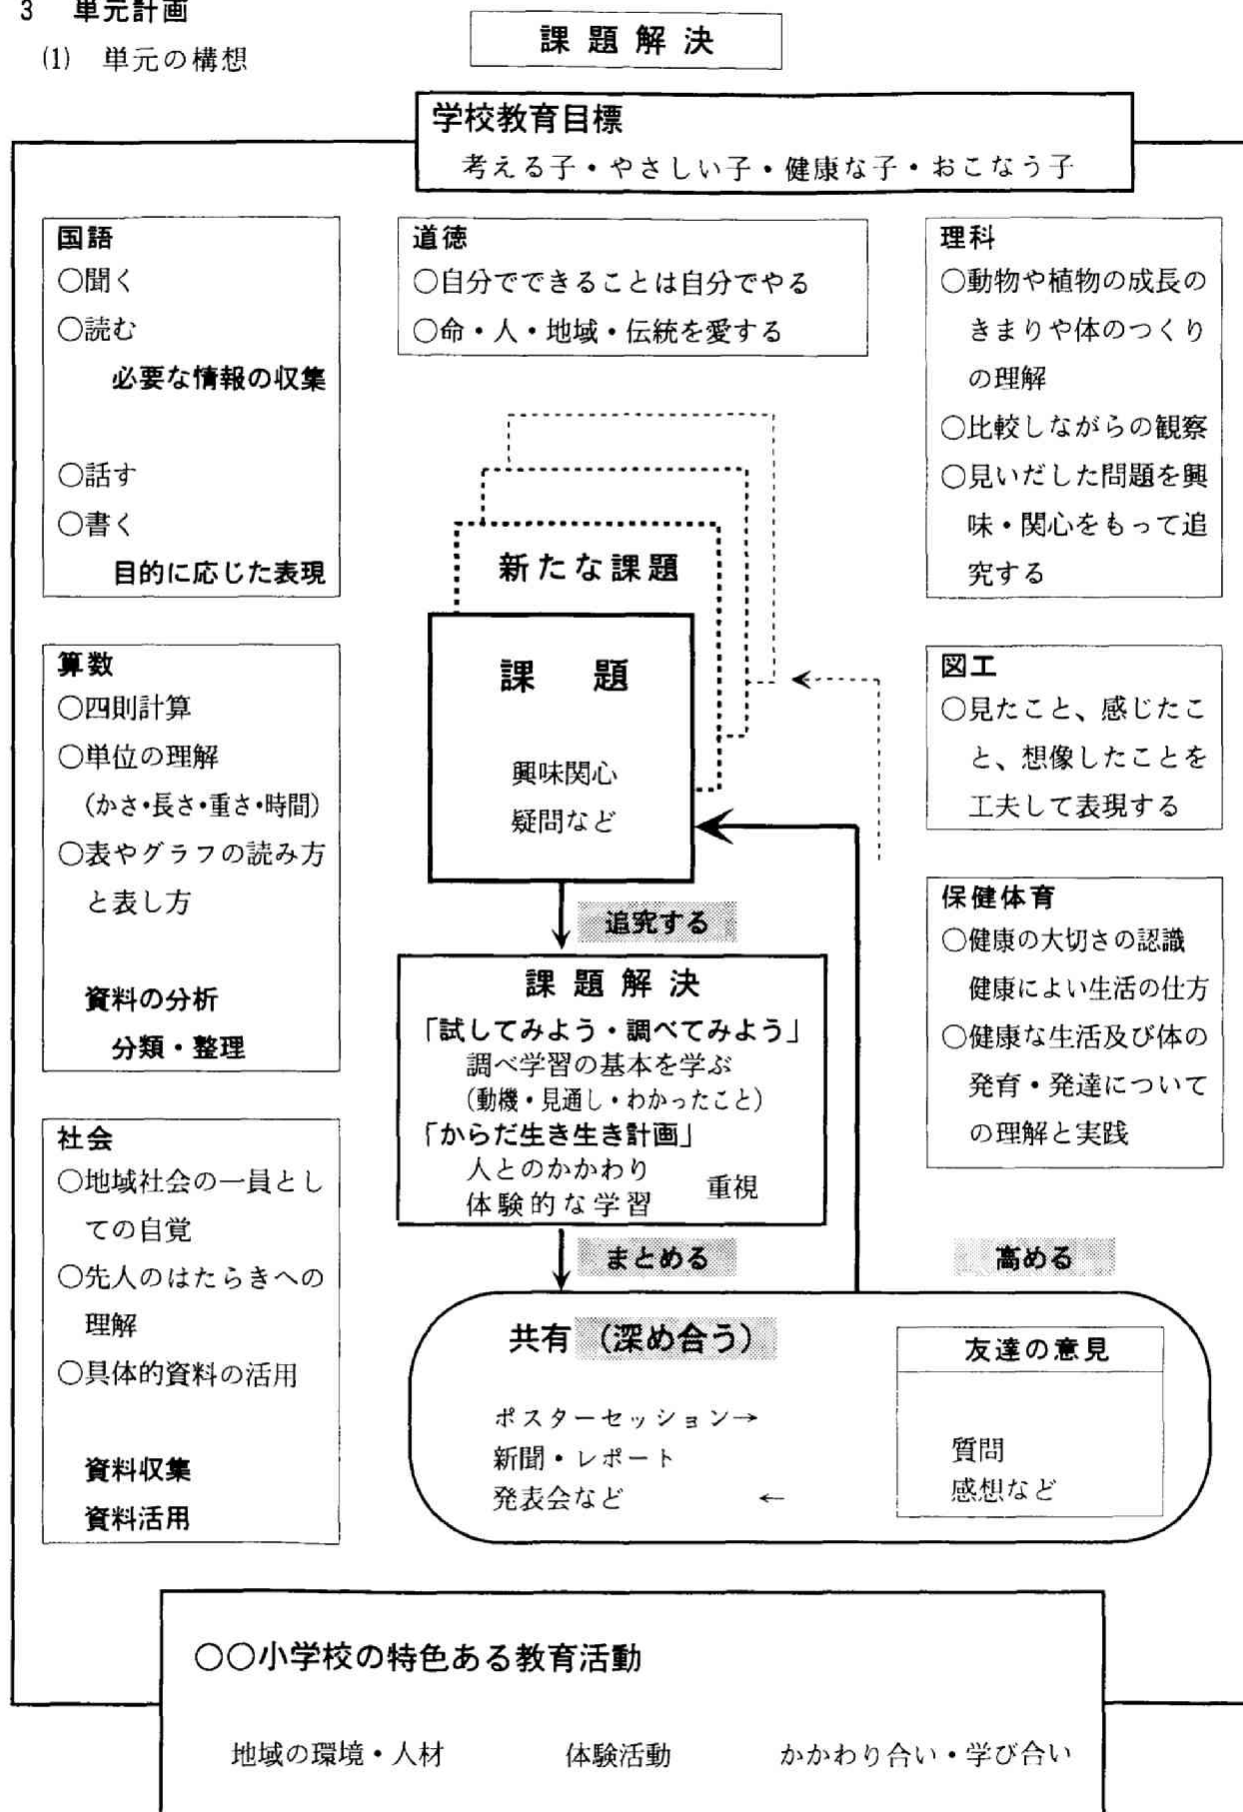 3 単元計画
(1) 単元の構想
課題解決
学校教育目標
考える子・やさしい子・健康な子・おこなう子
国語
○聞く
○読む
必要な情報の収集
○話す
○書く
目的に応じた表現
道徳
○自分でできることは自分でやる
○命・人・地域・伝統を愛する
理科
○動物や植物の成長の
きまりや体のつくり
の理解
○比較しながらの観察
○見いだした問題を興
味・関心をもって追
究する
新たな課題
課題
興味関心
疑問など
算数
○四則計算
○単位の理解
(かさ・長さ・重さ・時間)
○表やグラフの読み方
と表し方
資料の分析
分類・整理
図工
○見たこと、感じたこ
と、想像したことを
工夫して表現する
追究する
課題解決
「試してみよう・調べてみよう」
調べ学習の基本を学ぶ
(動機・見通し・わかったこと)
「からだ生き生き計画」
人とのかかわり
体験的な学習
重視
保健体育
○健康の大切さの認識
健康によい生活の仕方
○健康な生活及び体の
発育・発達について
の理解と実践
社会
○地域社会の一員とし
ての自覚
○先人のはたらきへの
理解
○具体的資料の活用
資料収集
資料活用
まとめる
高める
共有(深め合う)
ポスターセッション→
新聞・レポート
発表会など ←
友達の意見
質問
感想など
○○小学校の特色ある教育活動
地域の環境・人材 体験活動 かかわり合い・学び合い